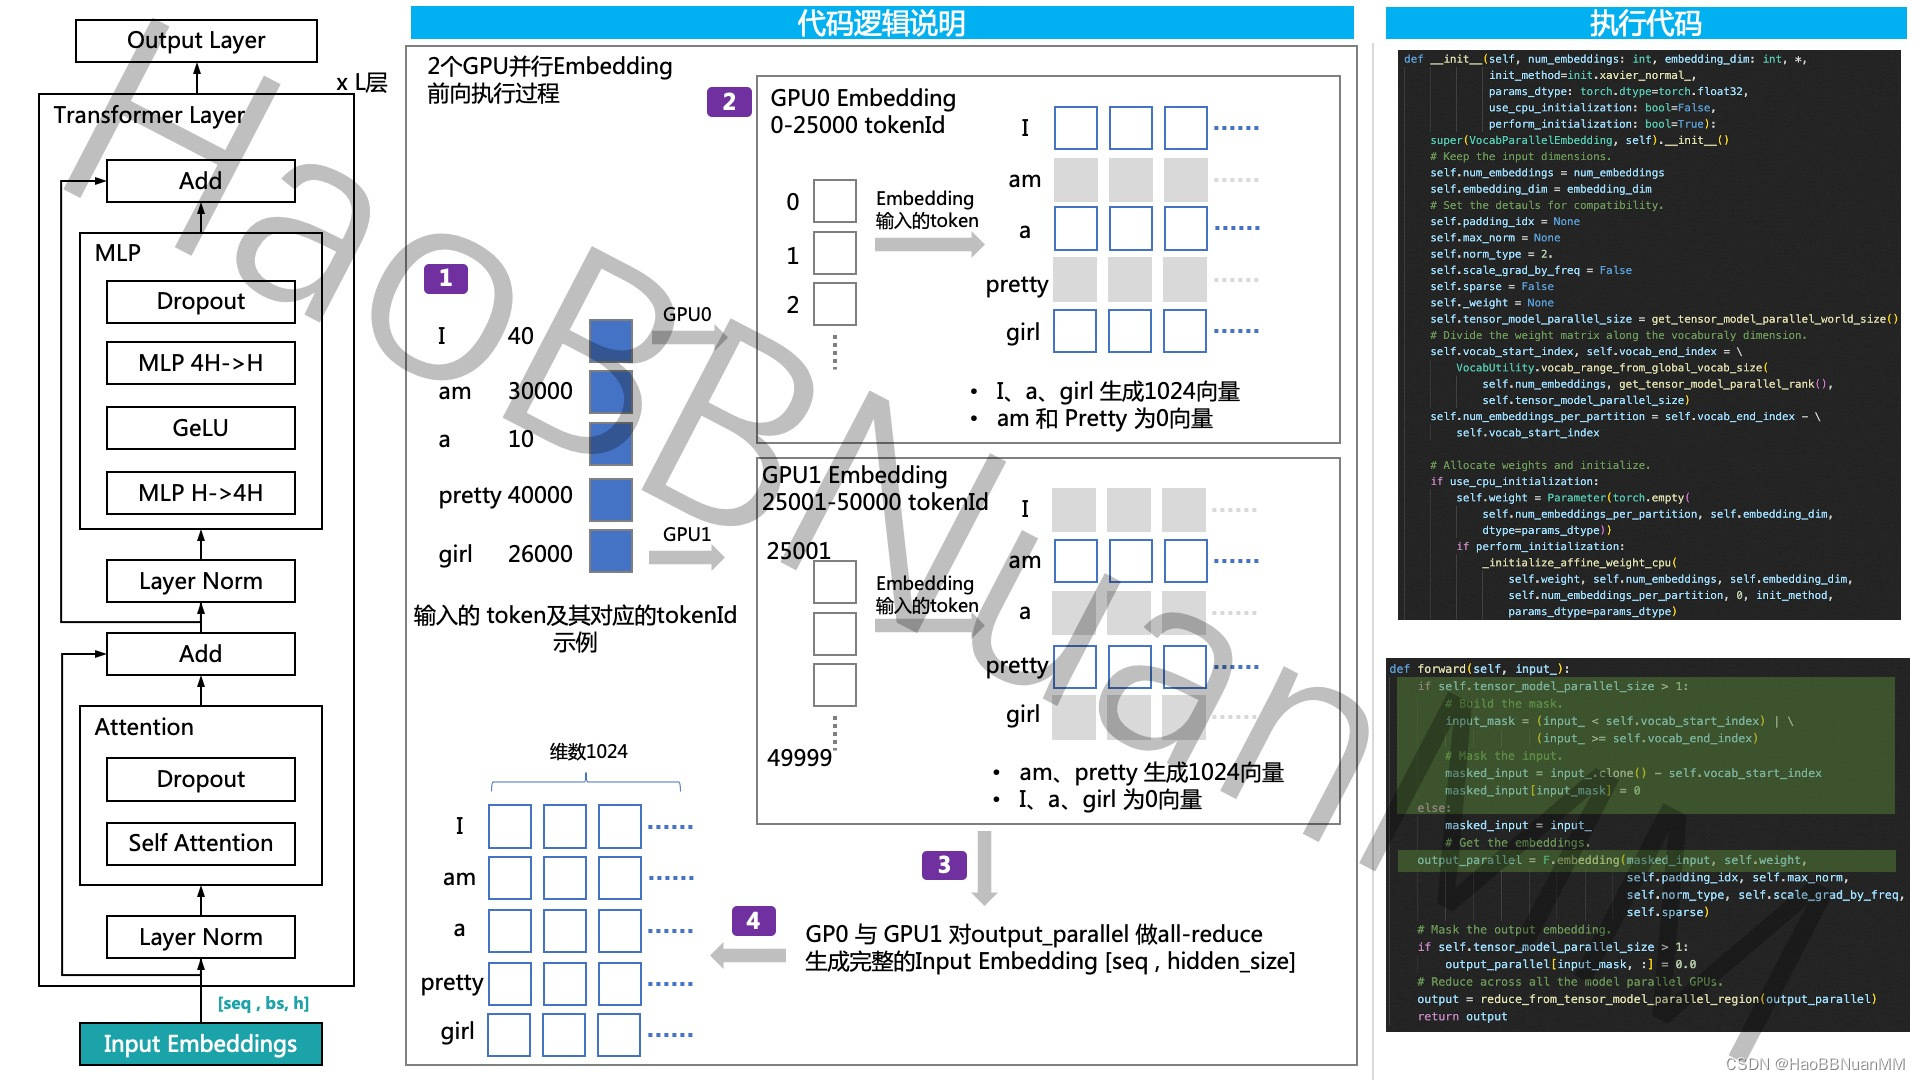 Output Layer
x L层
Transformer Layer
Add
MLP
Dropout
MLP 4H->H
GeLU
MLP H->4H
Layer Norm
Add
Attention
Dropout
Self Attention
Layer Norm
[seq , bs, h]
Input Embeddings
代码逻辑说明
2个GPU并行Embedding
前向执行过程
1
I 40
am 30000
a 10
pretty 40000
girl 26000
GPU0
GPU1
输入的 token及其对应的tokenId
示例
2
GPU0 Embedding
0-25000 tokenId
0
1
2
Embedding
输入的token
I
am
a
pretty
girl
• I、a、girl 生成1024向量
• am 和 Pretty 为0向量
GPU1 Embedding
25001-50000 tokenId
25001
49999
Embedding
输入的token
I
am
a
pretty
girl
• am、pretty 生成1024向量
• I、a、girl 为0向量
3
GP0 与 GPU1 对output_parallel 做all-reduce
生成完整的Input Embedding [seq , hidden_size]
4
维数1024
I
am
a
pretty
girl
执行代码
def __init__(self, num_embeddings: int, embedding_dim: int, *,
init_method=init.xavier_normal_,
params_dtype: torch.dtype=torch.float32,
use_cpu_initialization: bool=False,
perform_initialization: bool=True):
super(VocabParallelEmbedding, self).__init__()
# Keep the input dimensions.
self.num_embeddings = num_embeddings
self.embedding_dim = embedding_dim
# Set the detauls for compatibility.
self.padding_idx = None
self.max_norm = None
self.norm_type = 2.
self.scale_grad_by_freq = False
self.sparse = False
self._weight = None
self.tensor_model_parallel_size = get_tensor_model_parallel_world_size()
# Divide the weight matrix along the vocaburaly dimension.
self.vocab_start_index, self.vocab_end_index = \
VocabUtility.vocab_range_from_global_vocab_size(
self.num_embeddings, get_tensor_model_parallel_rank(),
self.tensor_model_parallel_size)
self.num_embeddings_per_partition = self.vocab_end_index - \
self.vocab_start_index
# Allocate weights and initialize.
if use_cpu_initialization:
self.weight = Parameter(torch.empty(
self.num_embeddings_per_partition, self.embedding_dim,
dtype=params_dtype))
if perform_initialization:
_initialize_affine_weight_cpu(
self.weight, self.num_embeddings, self.embedding_dim,
self.num_embeddings_per_partition, 0, init_method,
params_dtype=params_dtype)
def forward(self, input_):
if self.tensor_model_parallel_size > 1:
# Build the mask.
input_mask = (input_ < self.vocab_start_index) | \
(input_ >= self.vocab_end_index)
# Mask the input.
masked_input = input_.clone() - self.vocab_start_index
masked_input[input_mask] = 0
else:
masked_input = input_
# Get the embeddings.
output_parallel = F.embedding(masked_input, self.weight,
self.padding_idx, self.max_norm,
self.norm_type, self.scale_grad_by_freq,
self.sparse)
# Mask the output embedding.
if self.tensor_model_parallel_size > 1:
output_parallel[input_mask, :] = 0.0
# Reduce across all the model parallel GPUs.
output = reduce_from_tensor_model_parallel_region(output_parallel)
return output
HaoBBNuanMM
CSDN @HaoBBNuanMM